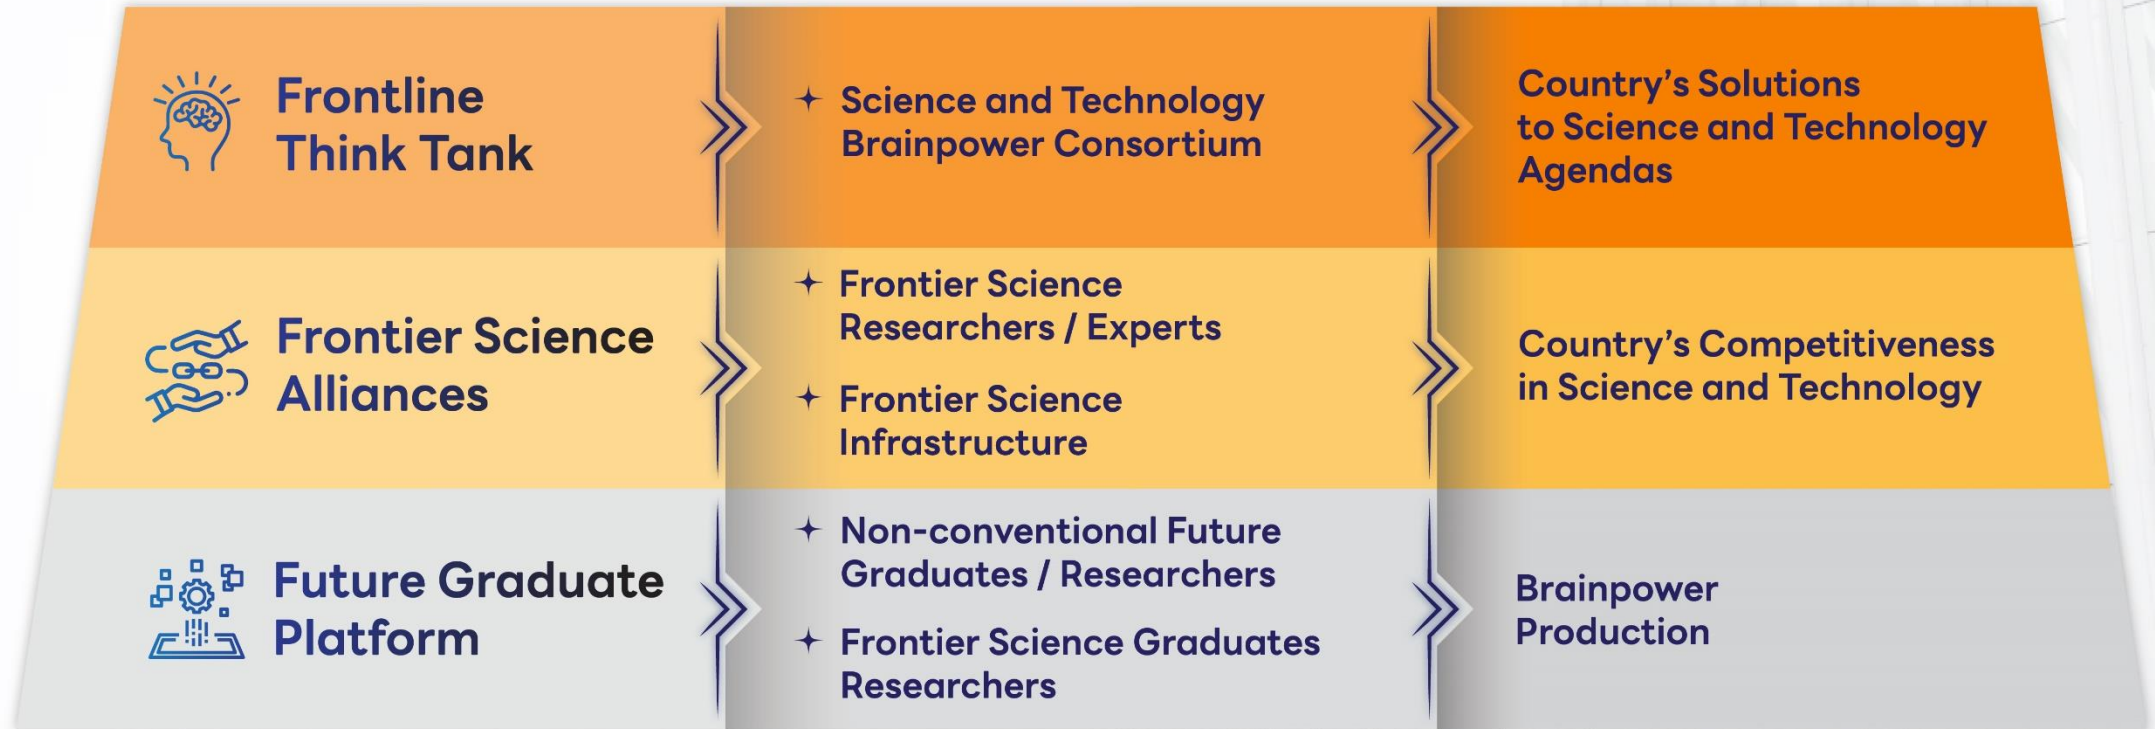 Frontline
Think Tank
Science and Technology
Brainpower Consortium
Country's Solutions
to Science and Technology
Agendas
Frontier Science
Alliances
Frontier Science
Researchers / Experts
Frontier Science
Infrastructure
Country's Competitiveness
in Science and Technology
Future Graduate
Platform
Non-conventional Future
Graduates / Researchers
Frontier Science Graduates
Researchers
Brainpower
Production